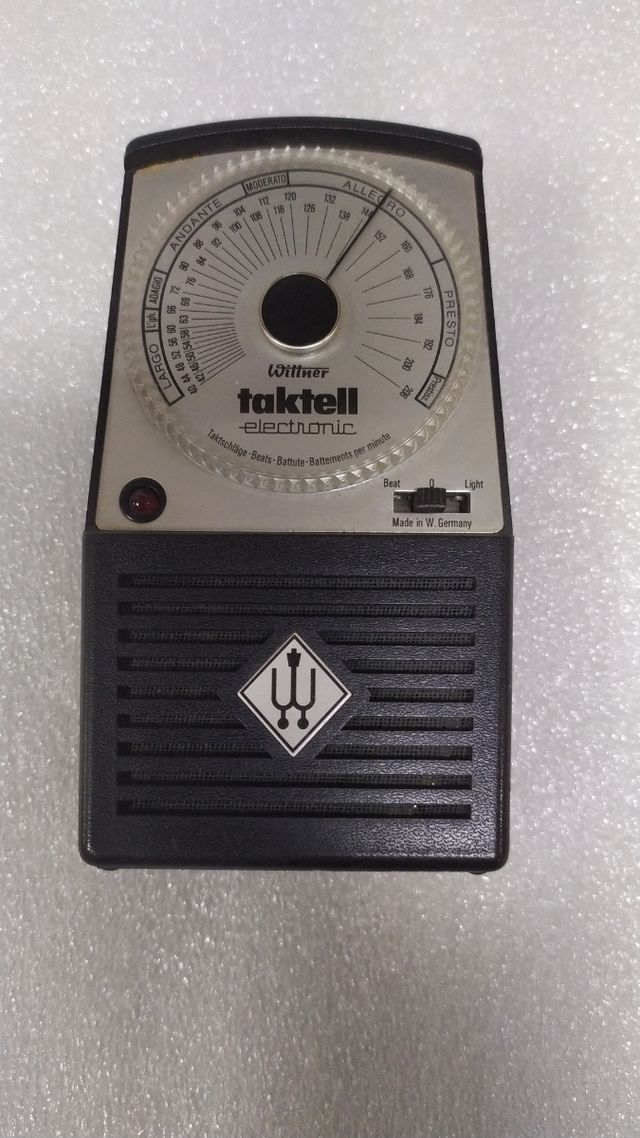 LARGO
L'gh.
ADAGIO
ANDANTE
MODERATO
ALLEGRO
PRESTO
Prestiss.
40 42 44 46 48 50 52 54 56 58 60 63 66 69 72 76 80 84 88 92 96 100 104 108 112 116 120 126 132 138 144 152 160 168 176 184 192 200 208
Wittner
taktell
electronic
Taktschläge · Beats · Battute · Battements per minute
Beat 0 Light
Made in W. Germany